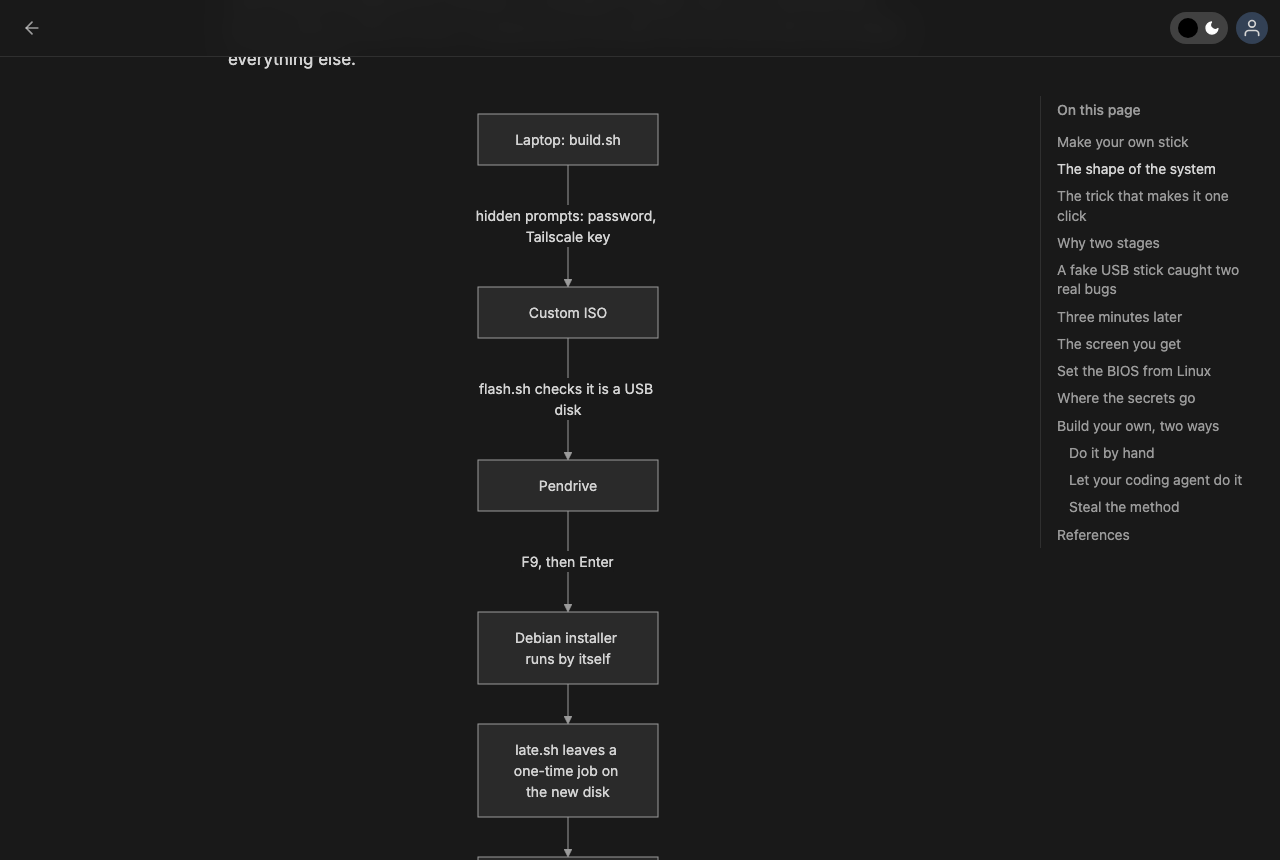 everything else.
Laptop: build.sh
hidden prompts: password,
Tailscale key
Custom ISO
flash.sh checks it is a USB
disk
Pendrive
F9, then Enter
Debian installer
runs by itself
late.sh leaves a
one-time job on
the new disk
On this page
Make your own stick
The shape of the system
The trick that makes it one
click
Why two stages
A fake USB stick caught two
real bugs
Three minutes later
The screen you get
Set the BIOS from Linux
Where the secrets go
Build your own, two ways
Do it by hand
Let your coding agent do it
Steal the method
References